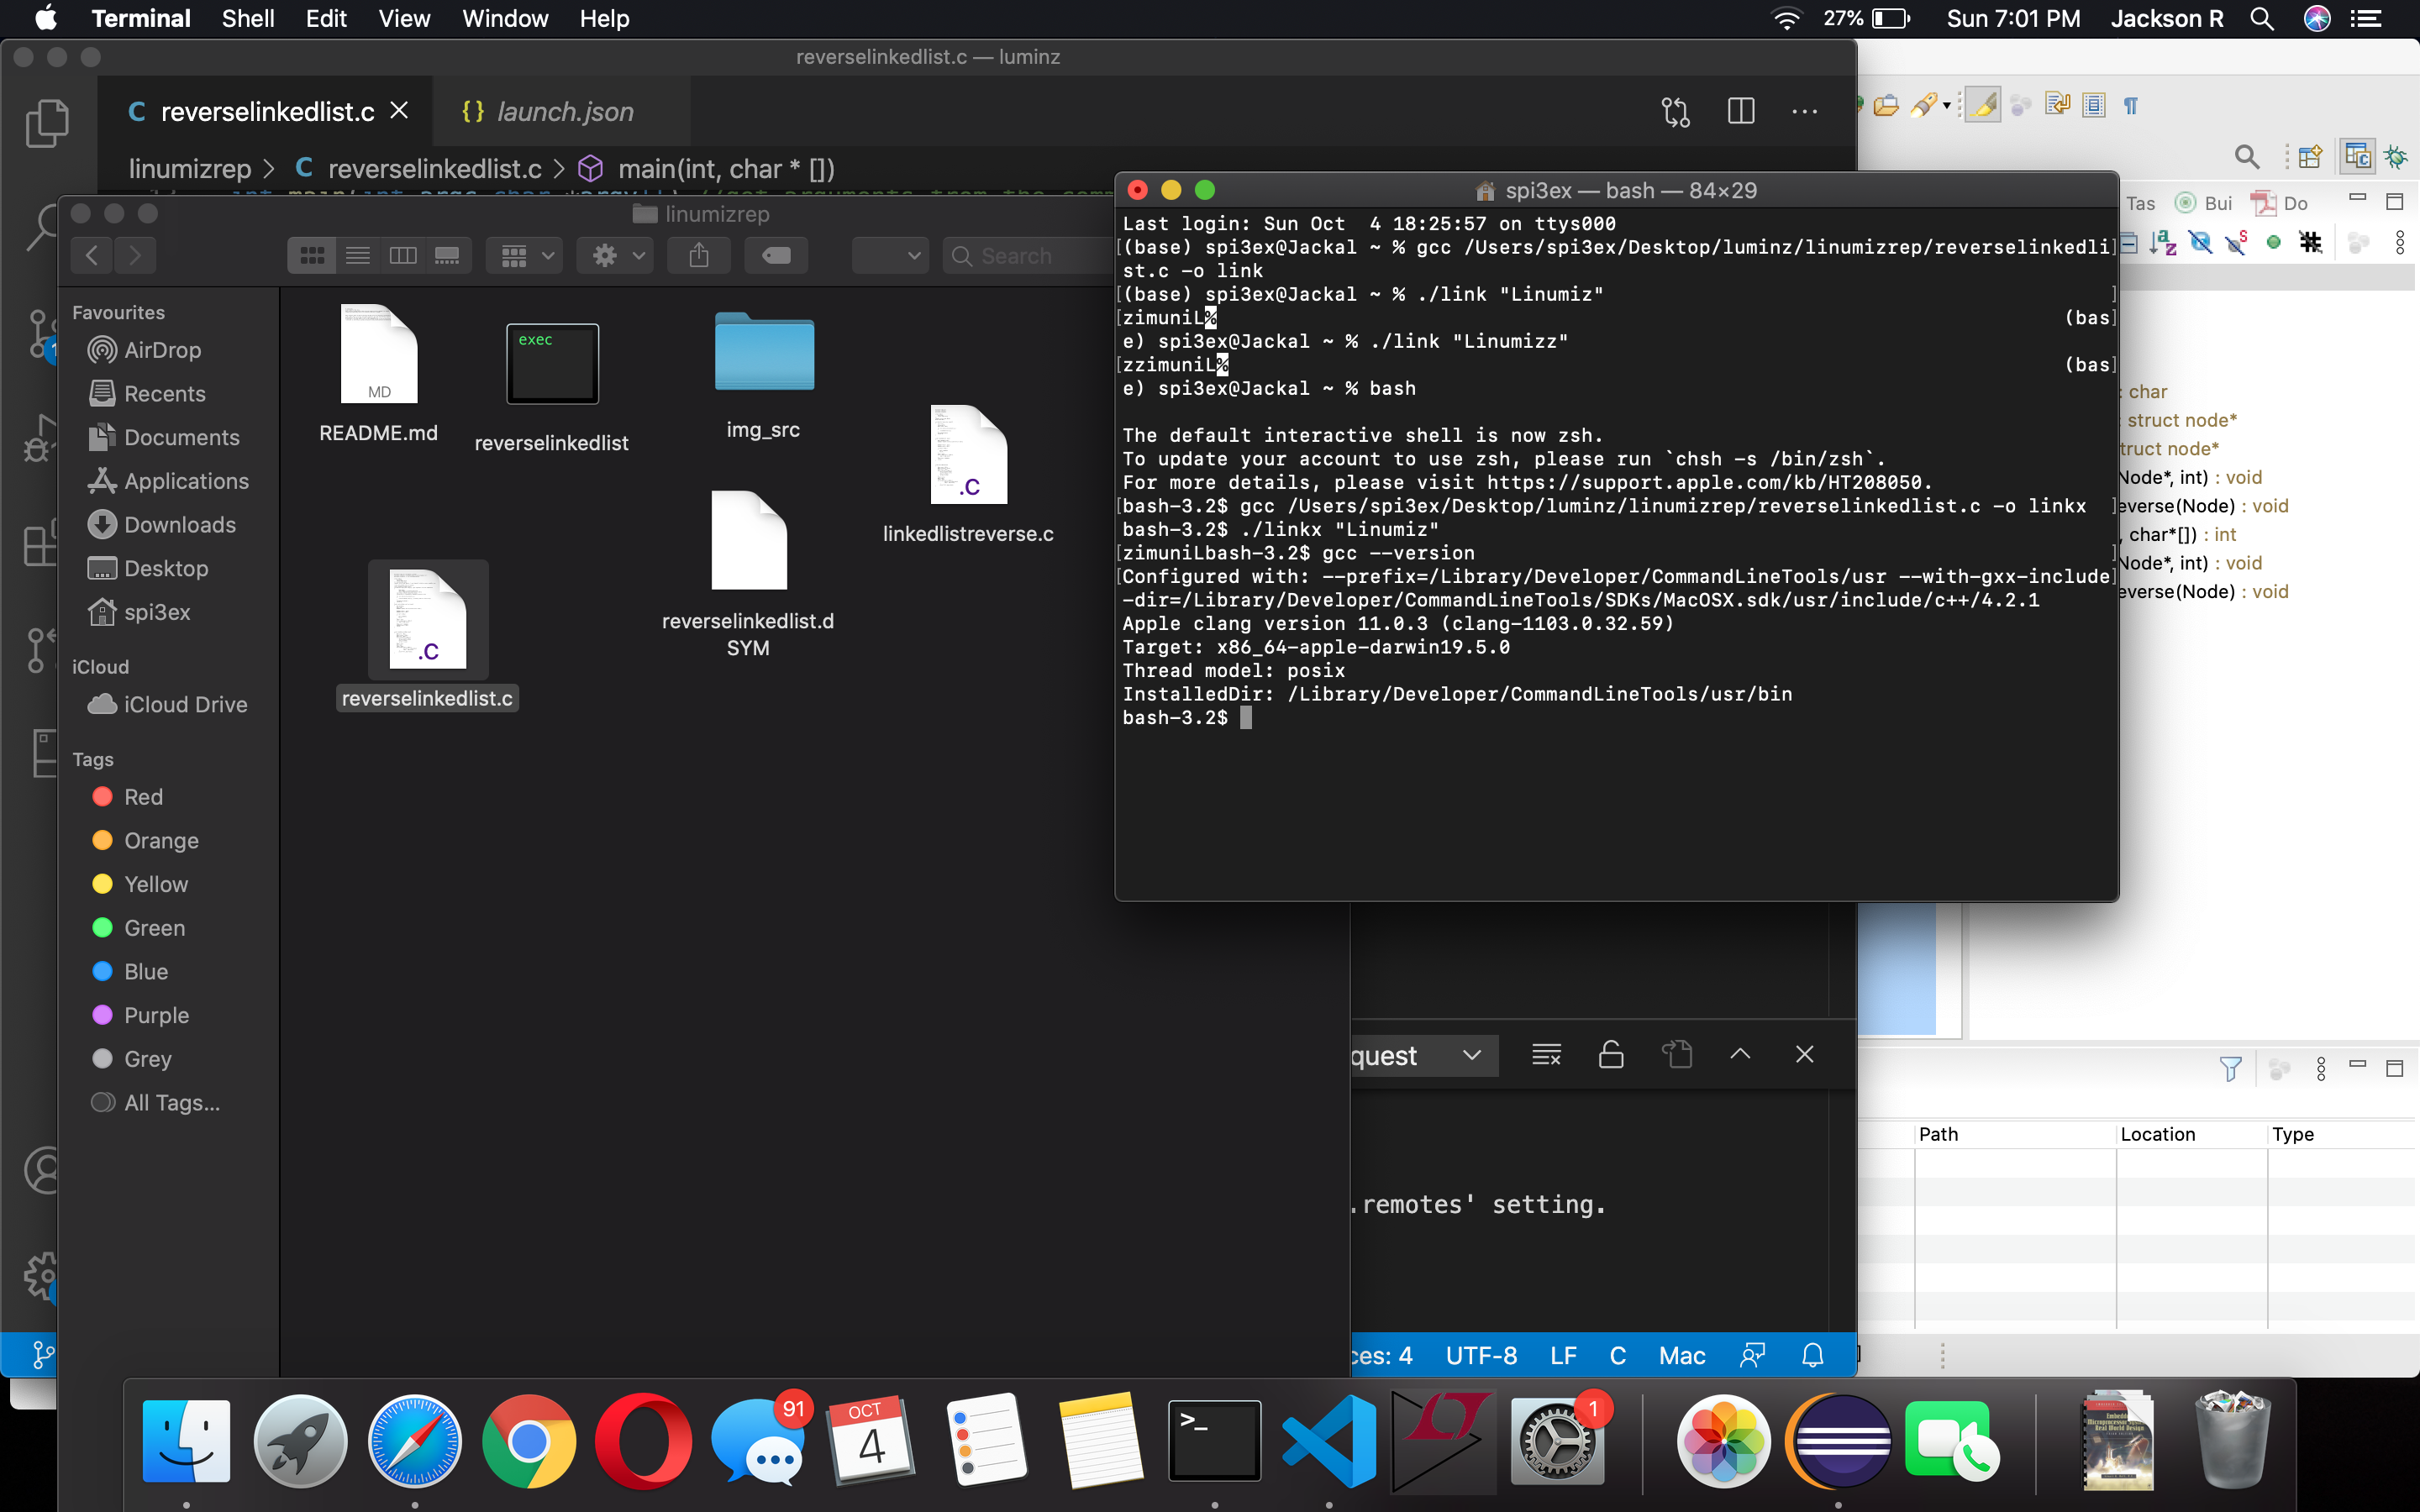 Terminal Shell Edit View Window Help 27% Sun 7:01 PM Jackson R
reverselinkedlist.c — luminz
C reverselinkedlist.c {} launch.json
linumizrep > C reverselinkedlist.c > main(int, char * [])
linumizrep
Search
Favourites
AirDrop
Recents
Documents
Applications
Downloads
Desktop
spi3ex
iCloud
iCloud Drive
Tags
Red
Orange
Yellow
Green
Blue
Purple
Grey
All Tags...
MD
README.md
exec
reverselinkedlist
img_src
.C
linkedlistreverse.c
.C
reverselinkedlist.c
reverselinkedlist.d
SYM
spi3ex — bash — 84×29
Last login: Sun Oct  4 18:25:57 on ttys000
[(base) spi3ex@Jackal ~ % gcc /Users/spi3ex/Desktop/luminz/linumizrep/reverselinkedli]
st.c -o link
[(base) spi3ex@Jackal ~ % ./link "Linumiz" ]
[zimuniL% (bas]
e) spi3ex@Jackal ~ % ./link "Linumizz"
[zzimuniL% (bas]
e) spi3ex@Jackal ~ % bash
The default interactive shell is now zsh.
To update your account to use zsh, please run `chsh -s /bin/zsh`.
For more details, please visit https://support.apple.com/kb/HT208050.
[bash-3.2$ gcc /Users/spi3ex/Desktop/luminz/linumizrep/reverselinkedlist.c -o linkx ]
bash-3.2$ ./linkx "Linumiz"
[zimuniLbash-3.2$ gcc --version ]
[Configured with: --prefix=/Library/Developer/CommandLineTools/usr --with-gxx-include]
-dir=/Library/Developer/CommandLineTools/SDKs/MacOSX.sdk/usr/include/c++/4.2.1
Apple clang version 11.0.3 (clang-1103.0.32.59)
Target: x86_64-apple-darwin19.5.0
Thread model: posix
InstalledDir: /Library/Developer/CommandLineTools/usr/bin
bash-3.2$
Tas Bui Do
: char
: struct node*
truct node*
Node*, int) : void
everse(Node) : void
, char*[]) : int
Node*, int) : void
everse(Node) : void
quest
.remotes' setting.
ces: 4 UTF-8 LF C Mac
Path Location Type
91
OCT
4
>_
1